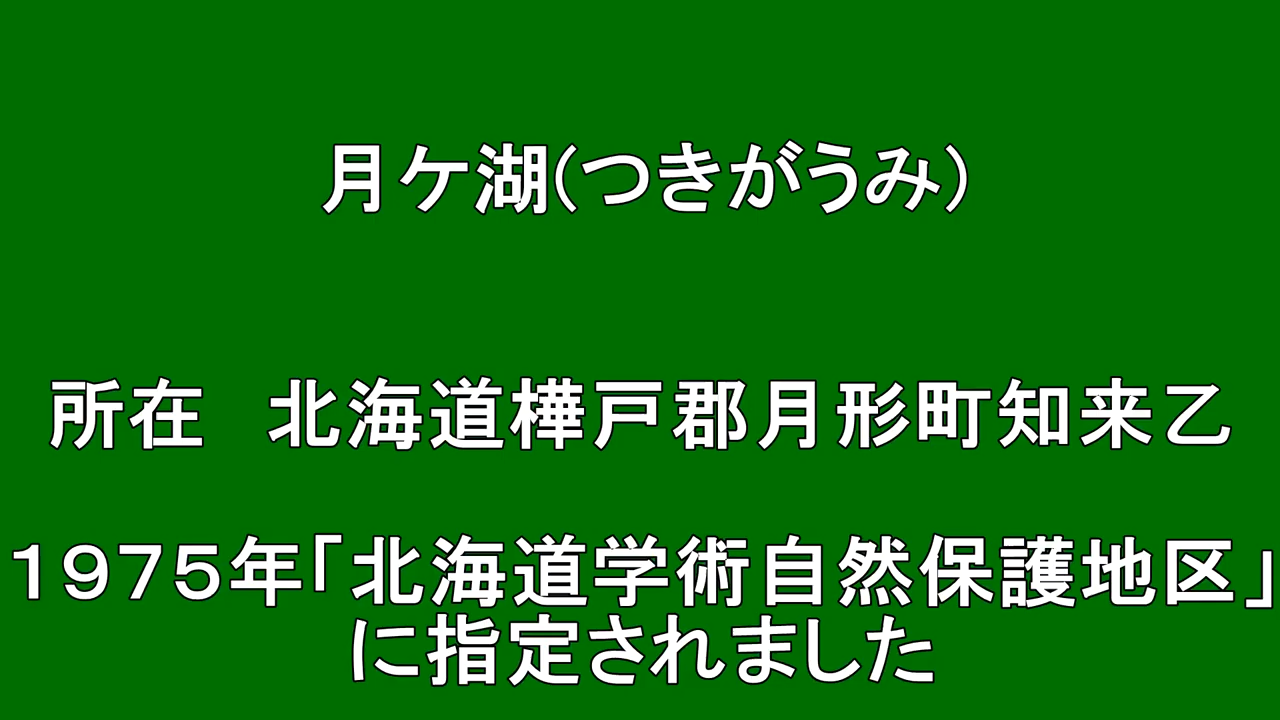 月ケ湖(つきがうみ)
所在　北海道樺戸郡月形町知来乙
１９７５年「北海道学術自然保護地区」
に指定されました